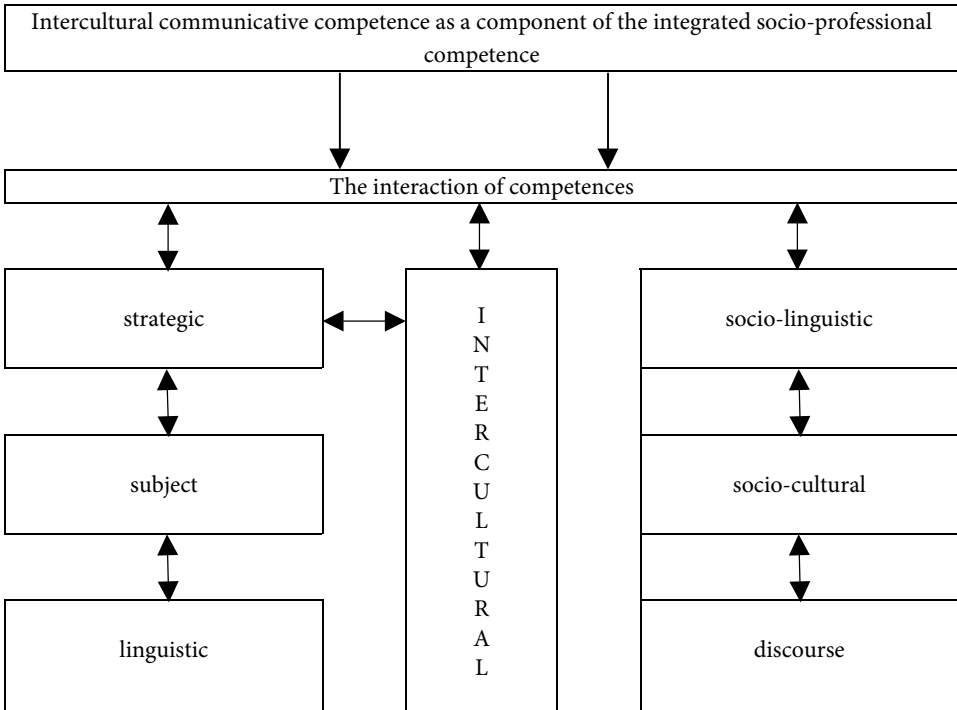 Intercultural communicative competence as a component of the integrated socio-professional
competence
The interaction of competences
strategic
subject
linguistic
I
N
T
E
R
C
U
L
T
U
R
A
L
socio-linguistic
socio-cultural
discourse